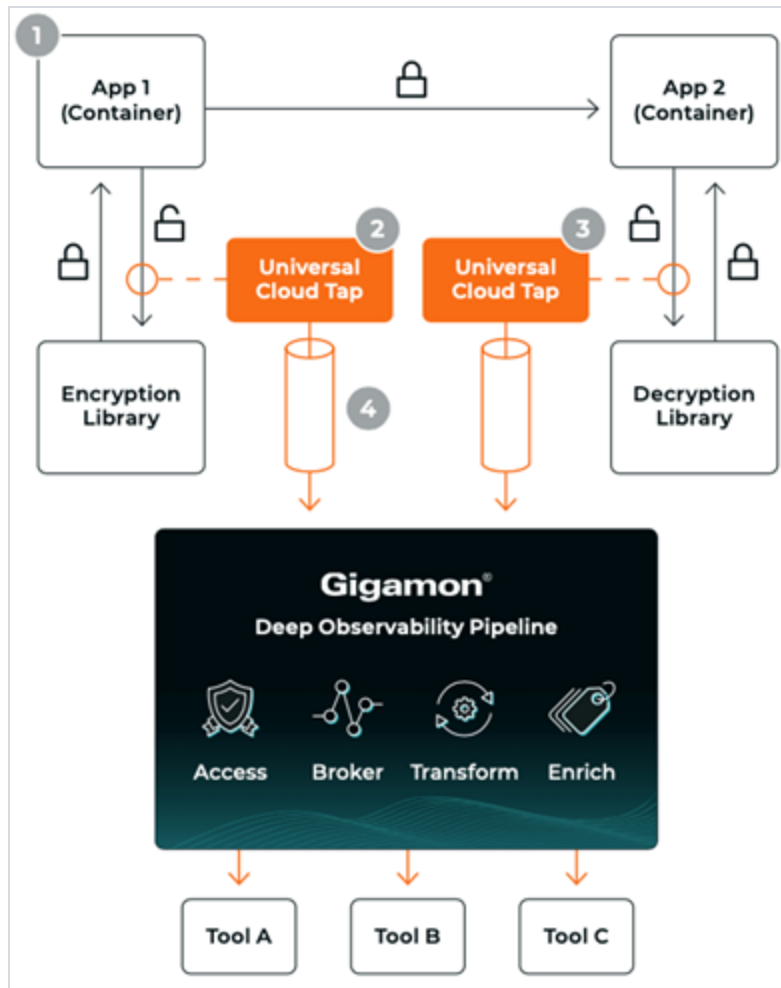 1
App 1
(Container)
App 2
(Container)
2
Universal
Cloud Tap
3
Universal
Cloud Tap
Encryption
Library
4
Decryption
Library
Gigamon®
Deep Observability Pipeline
Access
Broker
Transform
Enrich
Tool A
Tool B
Tool C